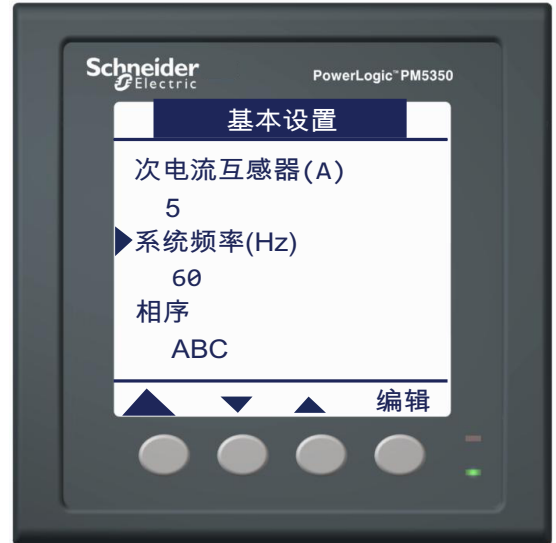 Schneider
Electric
PowerLogic™ PM5350
基本设置
次电流互感器(A)
5
系统频率(Hz)
60
相序
ABC
编辑